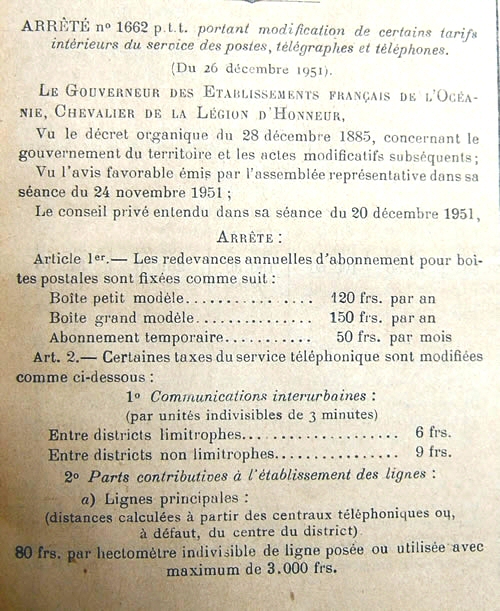 ARRÊTÉ nº 1662 p.t.t. portant modification de certains tarifs
intérieurs du service des postes, télégraphes et téléphones.
(Du 26 décembre 1951).
LE GOUVERNEUR DES ETABLISSEMENTS FRANÇAIS DE L'OCÉA-
NIE, CHEVALIER DE LA LÉGION D'HONNEUR,
Vu le décret organique du 28 décembre 1885, concernant le
gouvernement du territoire et les actes modificatifs subséquents ;
Vu l'avis favorable émis par l'assemblée représentative dans sa
séance du 24 novembre 1951 ;
Le conseil privé entendu dans sa séance du 20 décembre 1951,
ARRÊTE :
Article 1er.— Les redevances annuelles d'abonnement pour boî-
tes postales sont fixées comme suit :
Boîte petit modèle................ 120 frs. par an
Boîte grand modèle............... 150 frs. par an
Abonnement temporaire........... 50 frs. par mois
Art. 2.— Certaines taxes du service téléphonique sont modifiées
comme ci-dessous :
1º Communications interurbaines :
(par unités indivisibles de 3 minutes)
Entre districts limitrophes.................. 6 frs.
Entre districts non limitrophes.............. 9 frs.
2º Parts contributives à l'établissement des lignes :
a) Lignes principales :
(distances calculées à partir des centraux téléphoniques ou,
à défaut, du centre du district)
80 frs. par hectomètre indivisible de ligne posée ou utilisée avec
maximum de 3.000 frs.